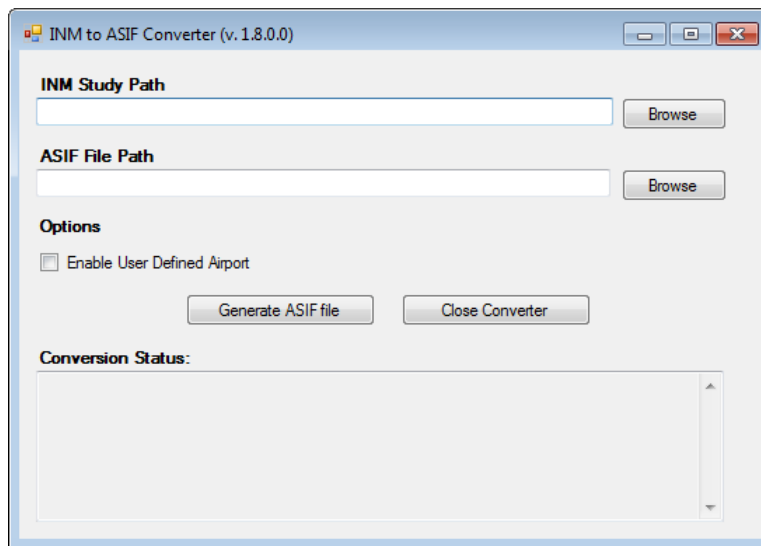 INM to ASIF Converter (v. 1.8.0.0)
INM Study Path
Browse
ASIF File Path
Browse
Options
Enable User Defined Airport
Generate ASIF file
Close Converter
Conversion Status: